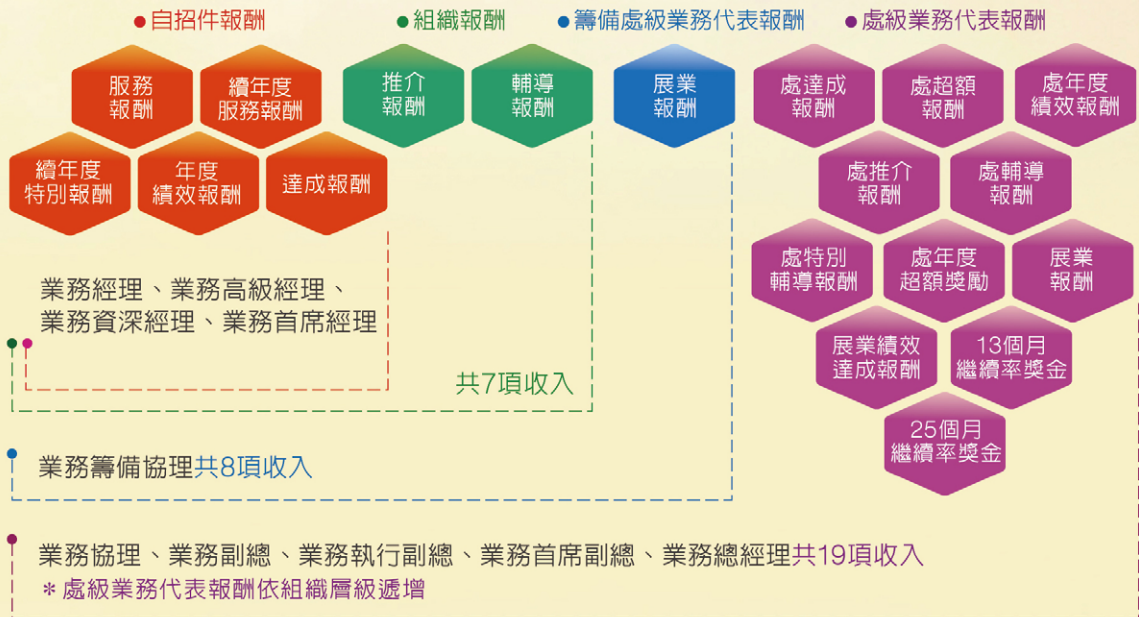 ●自招件報酬
●組織報酬
●籌備處級業務代表報酬
●處級業務代表報酬
服務
報酬
續年度
服務報酬
續年度
特別報酬
年度
績效報酬
達成報酬
推介
報酬
輔導
報酬
展業
報酬
處達成
報酬
處超額
報酬
處年度
績效報酬
處推介
報酬
處輔導
報酬
處特別
輔導報酬
處年度
超額獎勵
展業
報酬
展業績效
達成報酬
13個月
繼續率獎金
25個月
繼續率獎金
業務經理、業務高級經理、
業務資深經理、業務首席經理
共7項收入
業務籌備協理共8項收入
業務協理、業務副總、業務執行副總、業務首席副總、業務總經理共19項收入
＊處級業務代表報酬依組織層級遞增